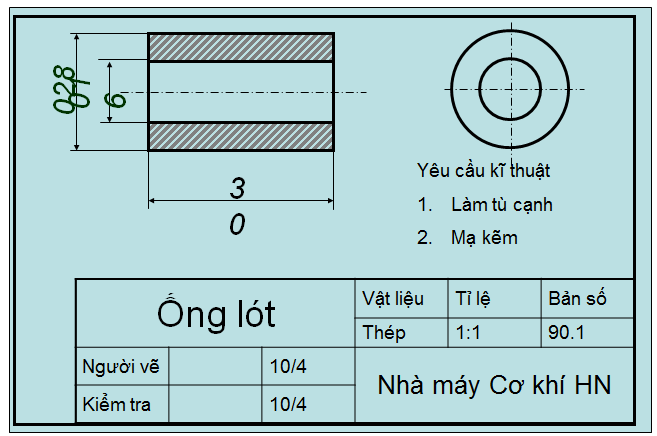 028
01
6
3
0
Yêu cầu kĩ thuật
1. Làm tù cạnh
2. Mạ kẽm
Ống lót
Vật liệu Tỉ lệ Bản số
Thép 1:1 90.1
Người vẽ 10/4
Kiểm tra 10/4
Nhà máy Cơ khí HN